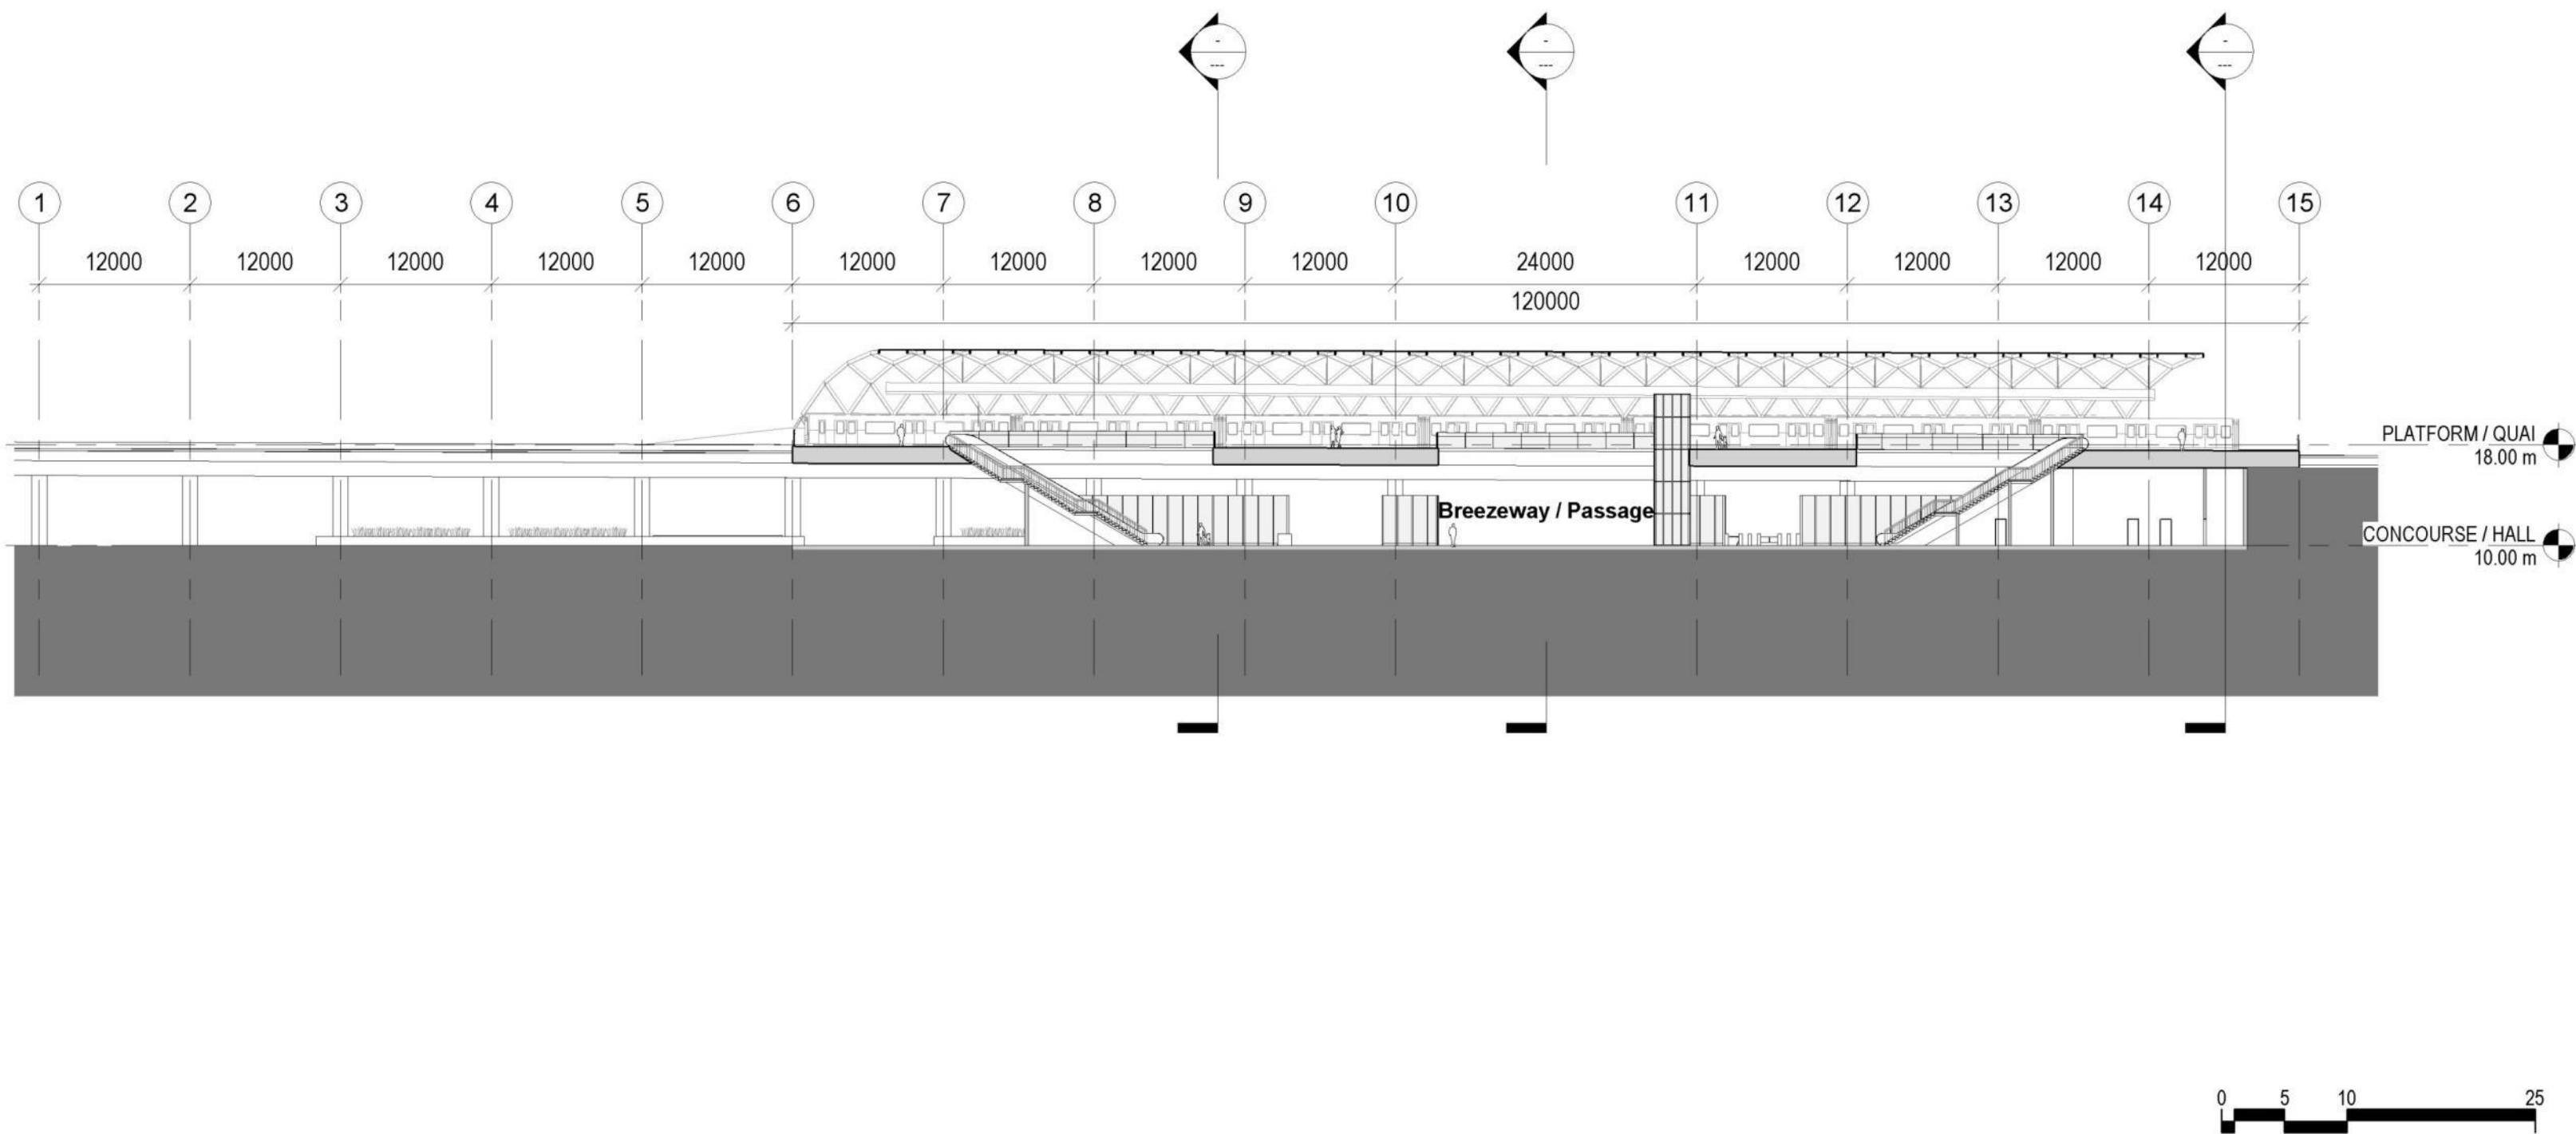 -
---
-
---
-
---
1 2 3 4 5 6 7 8 9 10 11 12 13 14 15
12000 12000 12000 12000 12000 12000 12000 12000 12000 24000 12000 12000 12000 12000
120000
PLATFORM / QUAI
18.00 m
Breezeway / Passage
CONCOURSE / HALL
10.00 m
0 5 10 25